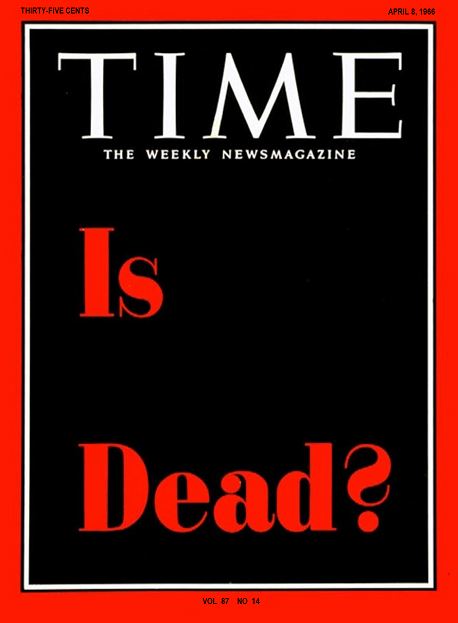 THIRTY-FIVE CENTS
APRIL 8, 1966
TIME
THE WEEKLY NEWSMAGAZINE
Is
Dead?
VOL. 87 NO. 14